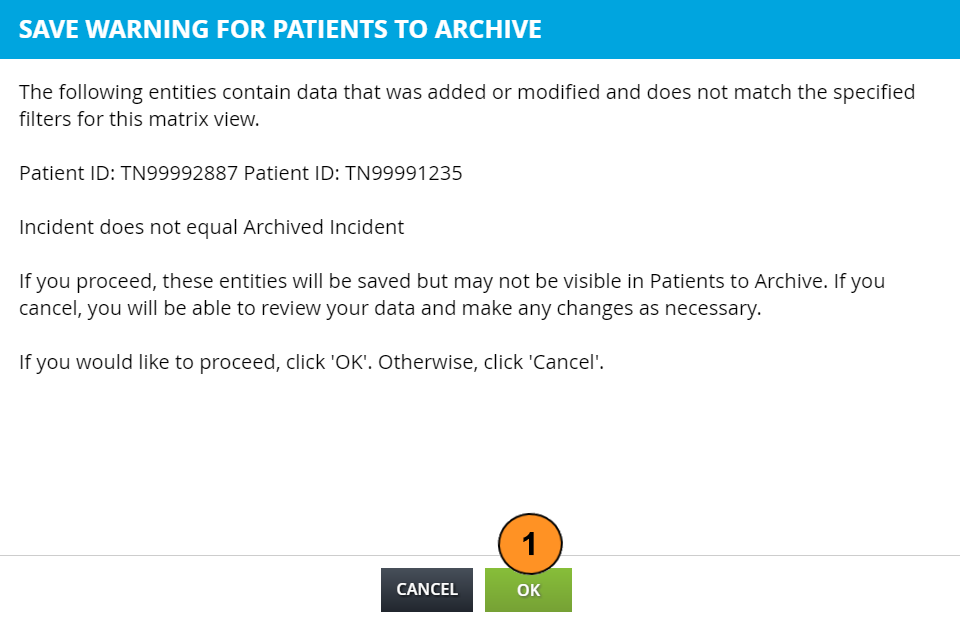 SAVE WARNING FOR PATIENTS TO ARCHIVE
The following entities contain data that was added or modified and does not match the specified
filters for this matrix view.
Patient ID: TN99992887 Patient ID: TN99991235
Incident does not equal Archived Incident
If you proceed, these entities will be saved but may not be visible in Patients to Archive. If you
cancel, you will be able to review your data and make any changes as necessary.
If you would like to proceed, click 'OK'. Otherwise, click 'Cancel'.
1
CANCEL OK